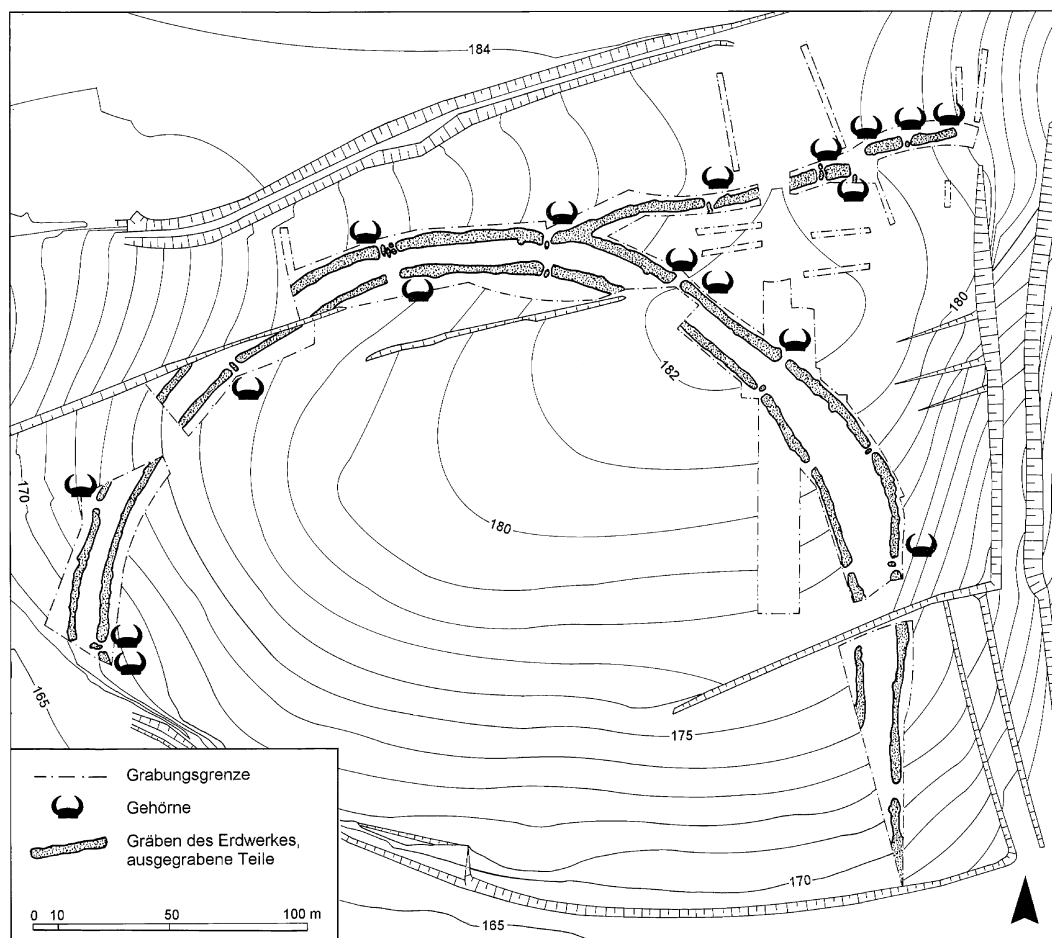 184
180
182
170
180
165
175
170
165
Grabungsgrenze
Gehörne
Gräben des Erdwerkes,
ausgegrabene Teile
0 10 50 100 m